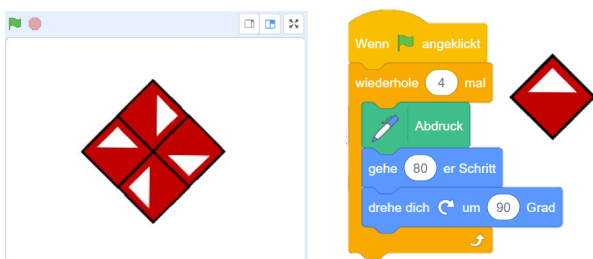 Wenn angeklickt
wiederhole 4 mal
Abdruck
gehe 80 er Schritt
drehe dich um 90 Grad